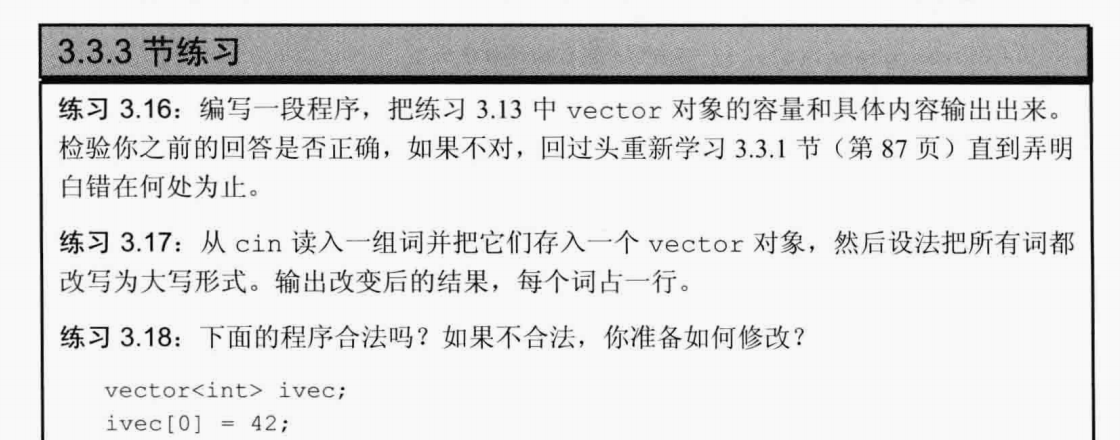 3.3.3 节练习
练习 3.16：编写一段程序，把练习 3.13 中 vector 对象的容量和具体内容输出出来。
检验你之前的回答是否正确，如果不对，回过头重新学习 3.3.1 节（第 87 页）直到弄明
白错在何处为止。
练习 3.17：从 cin 读入一组词并把它们存入一个 vector 对象，然后设法把所有词都
改写为大写形式。输出改变后的结果，每个词占一行。
练习 3.18：下面的程序合法吗？如果不合法，你准备如何修改？
vector<int> ivec;
ivec[0] = 42;